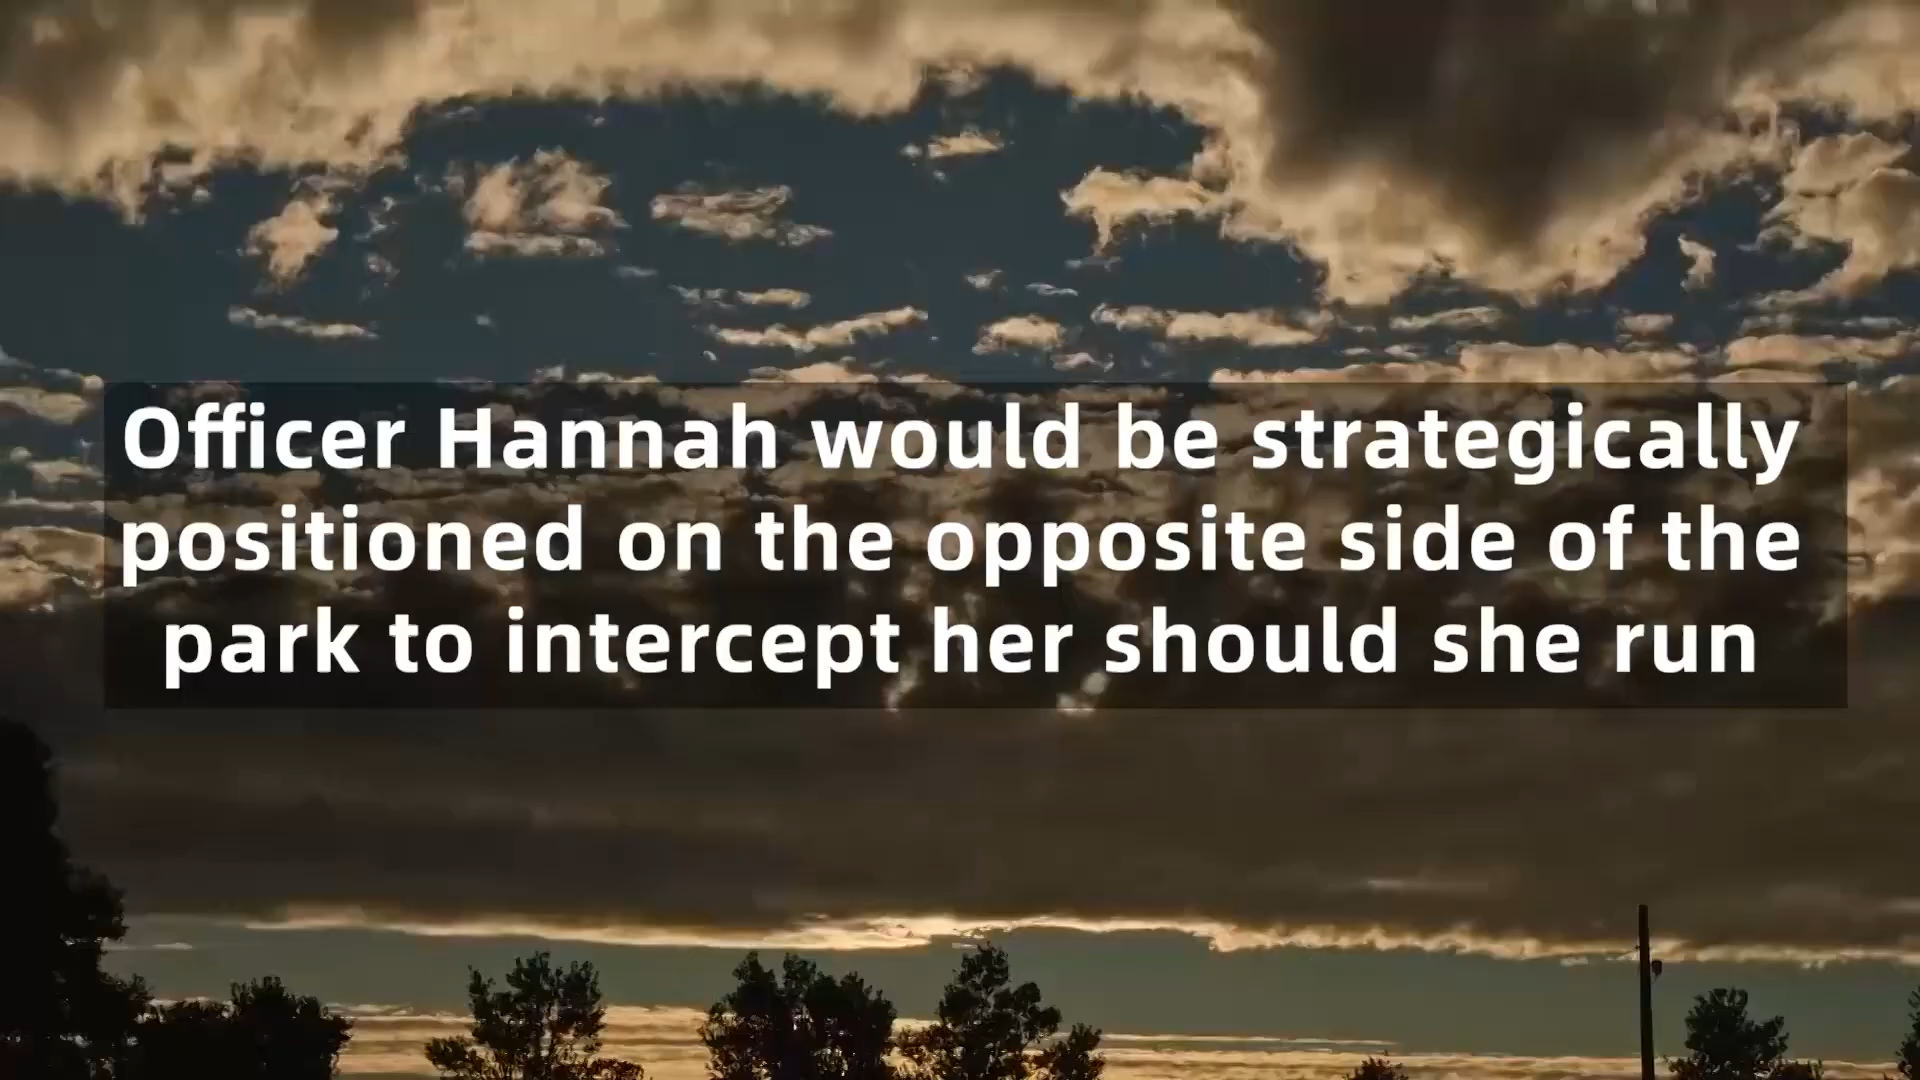 Officer Hannah would be strategically
positioned on the opposite side of the
park to intercept her should she run